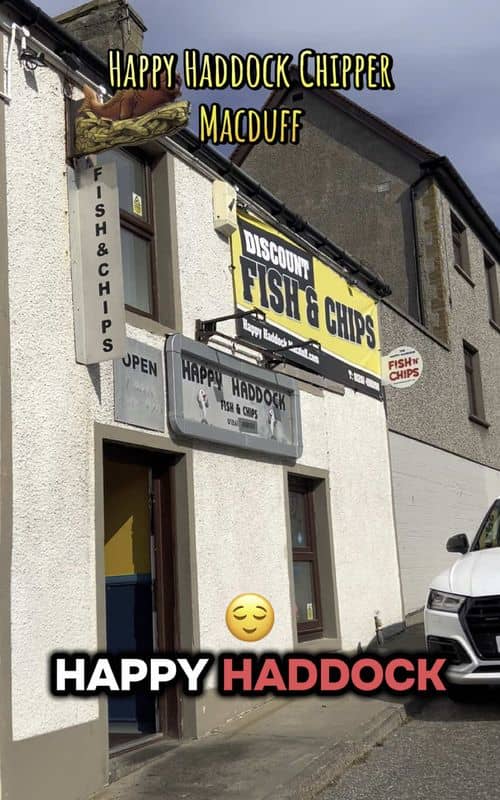 HAPPY HADDOCK CHIPPER
MACDUFF
FISH & CHIPS
DISCOUNT
FISH & CHIPS
OPEN
HAPPY HADDOCK
FISH & CHIPS
FISH 'N'
CHIPS
HAPPY HADDOCK